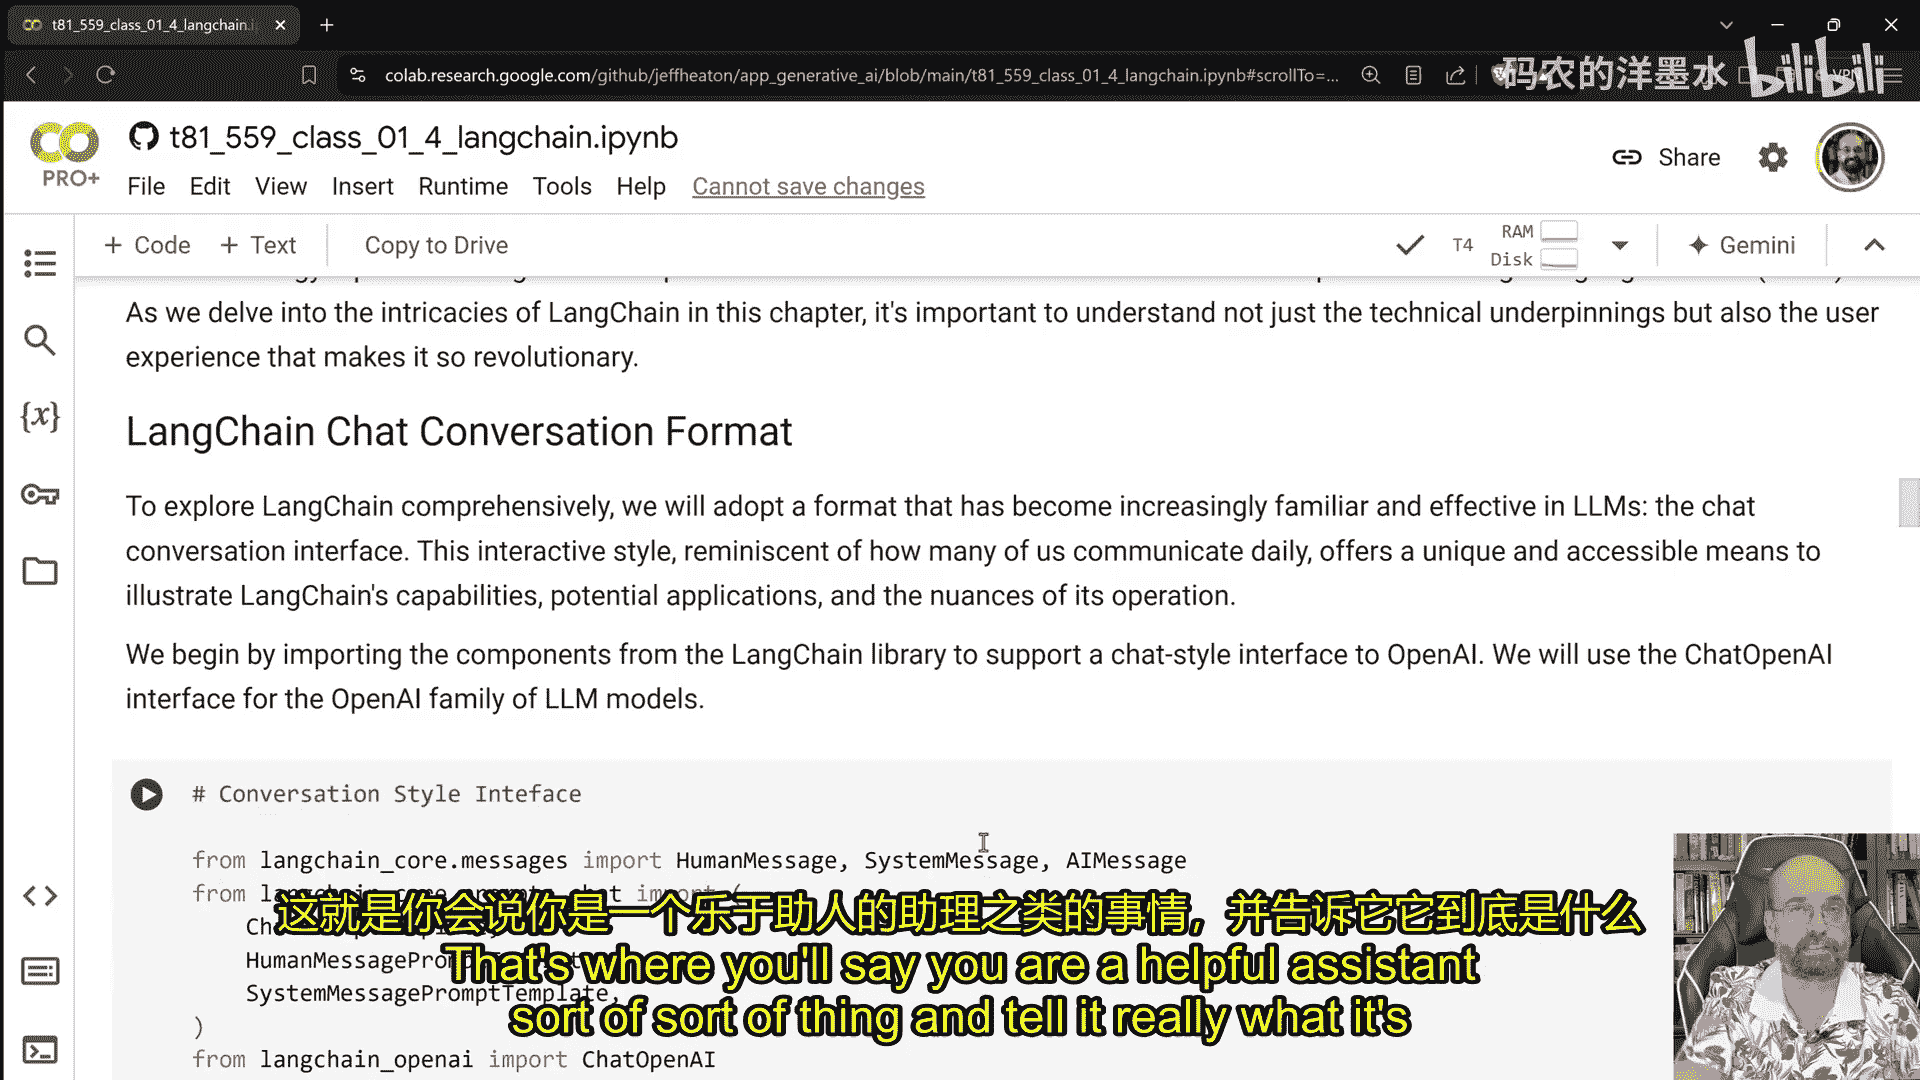 t81_559_class_01_4_langchain.i
colab.research.google.com/github/jeffheaton/app_generative_ai/blob/main/t81_559_class_01_4_langchain.ipynb#scrollTo=...
码农的洋墨水 bilibili
t81_559_class_01_4_langchain.ipynb
PRO+
File Edit View Insert Runtime Tools Help Cannot save changes
Share
+ Code + Text Copy to Drive
T4 RAM Disk Gemini
As we delve into the intricacies of LangChain in this chapter, it's important to understand not just the technical underpinnings but also the user
experience that makes it so revolutionary.
LangChain Chat Conversation Format
To explore LangChain comprehensively, we will adopt a format that has become increasingly familiar and effective in LLMs: the chat
conversation interface. This interactive style, reminiscent of how many of us communicate daily, offers a unique and accessible means to
illustrate LangChain's capabilities, potential applications, and the nuances of its operation.
We begin by importing the components from the LangChain library to support a chat-style interface to OpenAI. We will use the ChatOpenAI
interface for the OpenAI family of LLM models.
# Conversation Style Inteface
from langchain_core.messages import HumanMessage, SystemMessage, AIMessage
from import (
SystemMessagePromptTemplate,
)
from langchain_openai import ChatOpenAI
这就是你会说你是一个乐于助人的助理之类的事情，并告诉它它到底是什么
That's where you'll say you are a helpful assistant
sort of sort of thing and tell it really what it's